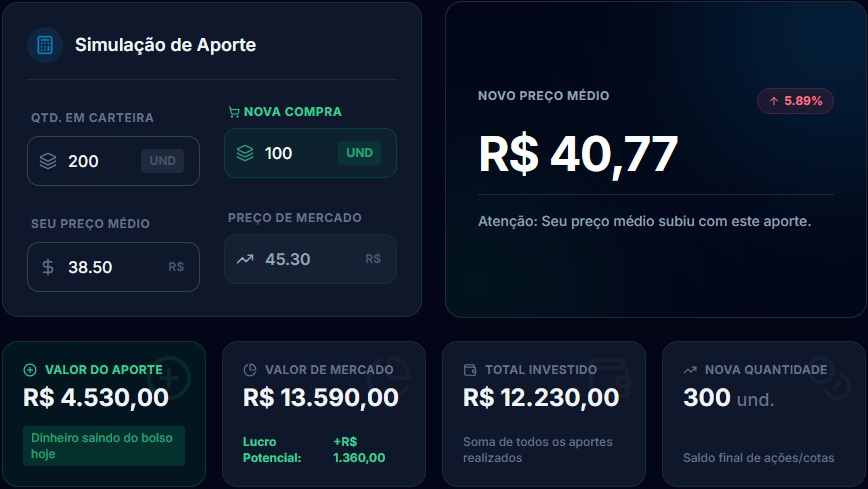 Simulação de Aporte
QTD. EM CARTEIRA
200 UND
NOVA COMPRA
100 UND
SEU PREÇO MÉDIO
38.50 R$
PREÇO DE MERCADO
45.30 R$
NOVO PREÇO MÉDIO
↑ 5.89%
R$ 40,77
Atenção: Seu preço médio subiu com este aporte.
VALOR DO APORTE
R$ 4.530,00
Dinheiro saindo do bolso
hoje
VALOR DE MERCADO
R$ 13.590,00
Lucro
Potencial:
+R$
1.360,00
TOTAL INVESTIDO
R$ 12.230,00
Soma de todos os aportes
realizados
NOVA QUANTIDADE
300 und.
Saldo final de ações/cotas